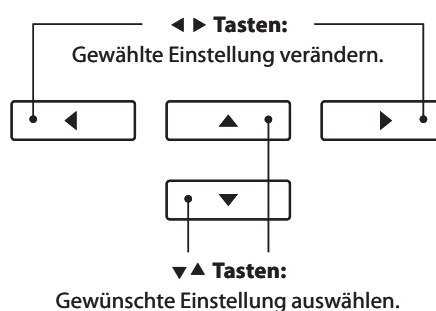 ◀ ▶ Tasten:
Gewählte Einstellung verändern.
▼▲ Tasten:
Gewünschte Einstellung auswählen.